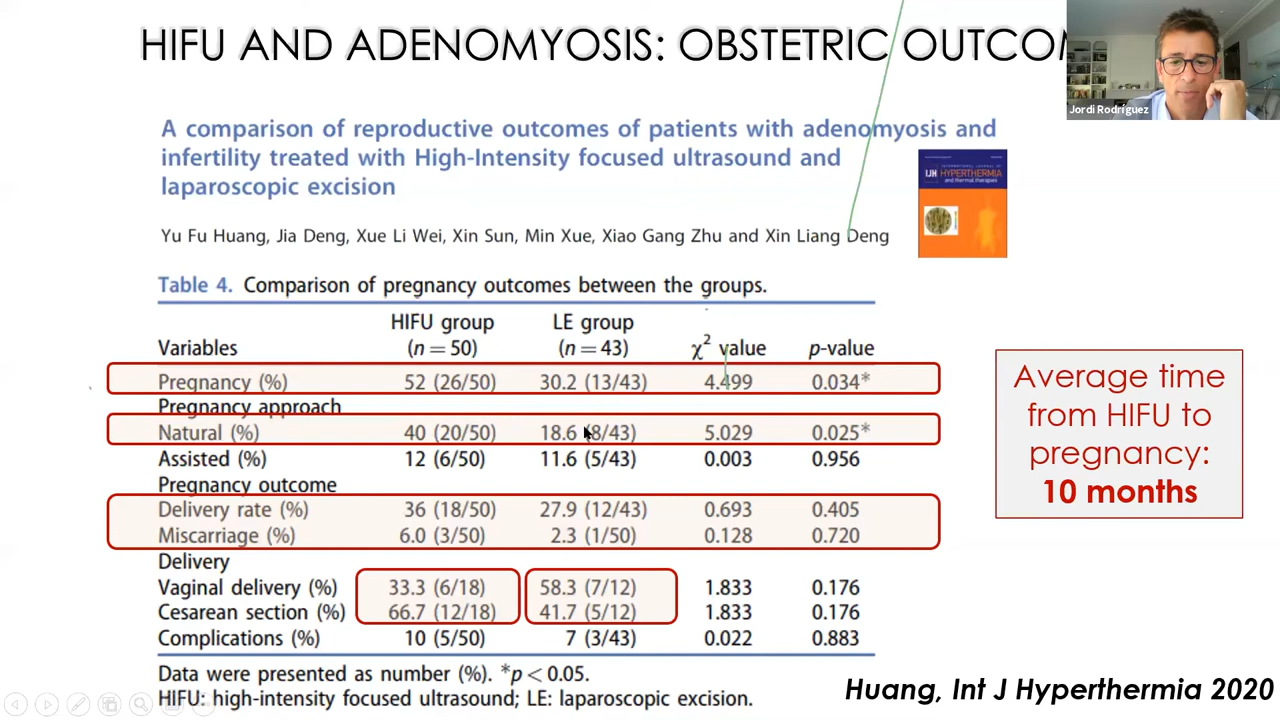 HIFU AND ADENOMYOSIS: OBSTETRIC OUTCOM
Jordi Rodríguez
A comparison of reproductive outcomes of patients with adenomyosis and
infertility treated with High-Intensity focused ultrasound and
laparoscopic excision
IJH HYPERTHERMIA
and thermal therapies
Yu Fu Huang, Jia Deng, Xue Li Wei, Xin Sun, Min Xue, Xiao Gang Zhu and Xin Liang Deng
Table 4. Comparison of pregnancy outcomes between the groups.
HIFU group LE group
Variables (n = 50) (n = 43) χ² value p-value
Pregnancy (%) 52 (26/50) 30.2 (13/43) 4.499 0.034*
Pregnancy approach
Natural (%) 40 (20/50) 18.6 (8/43) 5.029 0.025*
Assisted (%) 12 (6/50) 11.6 (5/43) 0.003 0.956
Pregnancy outcome
Delivery rate (%) 36 (18/50) 27.9 (12/43) 0.693 0.405
Miscarriage (%) 6.0 (3/50) 2.3 (1/50) 0.128 0.720
Delivery
Vaginal delivery (%) 33.3 (6/18) 58.3 (7/12) 1.833 0.176
Cesarean section (%) 66.7 (12/18) 41.7 (5/12) 1.833 0.176
Complications (%) 10 (5/50) 7 (3/43) 0.022 0.883
Data were presented as number (%). *p < 0.05.
HIFU: high-intensity focused ultrasound; LE: laparoscopic excision.
Average time
from HIFU to
pregnancy:
10 months
Huang, Int J Hyperthermia 2020